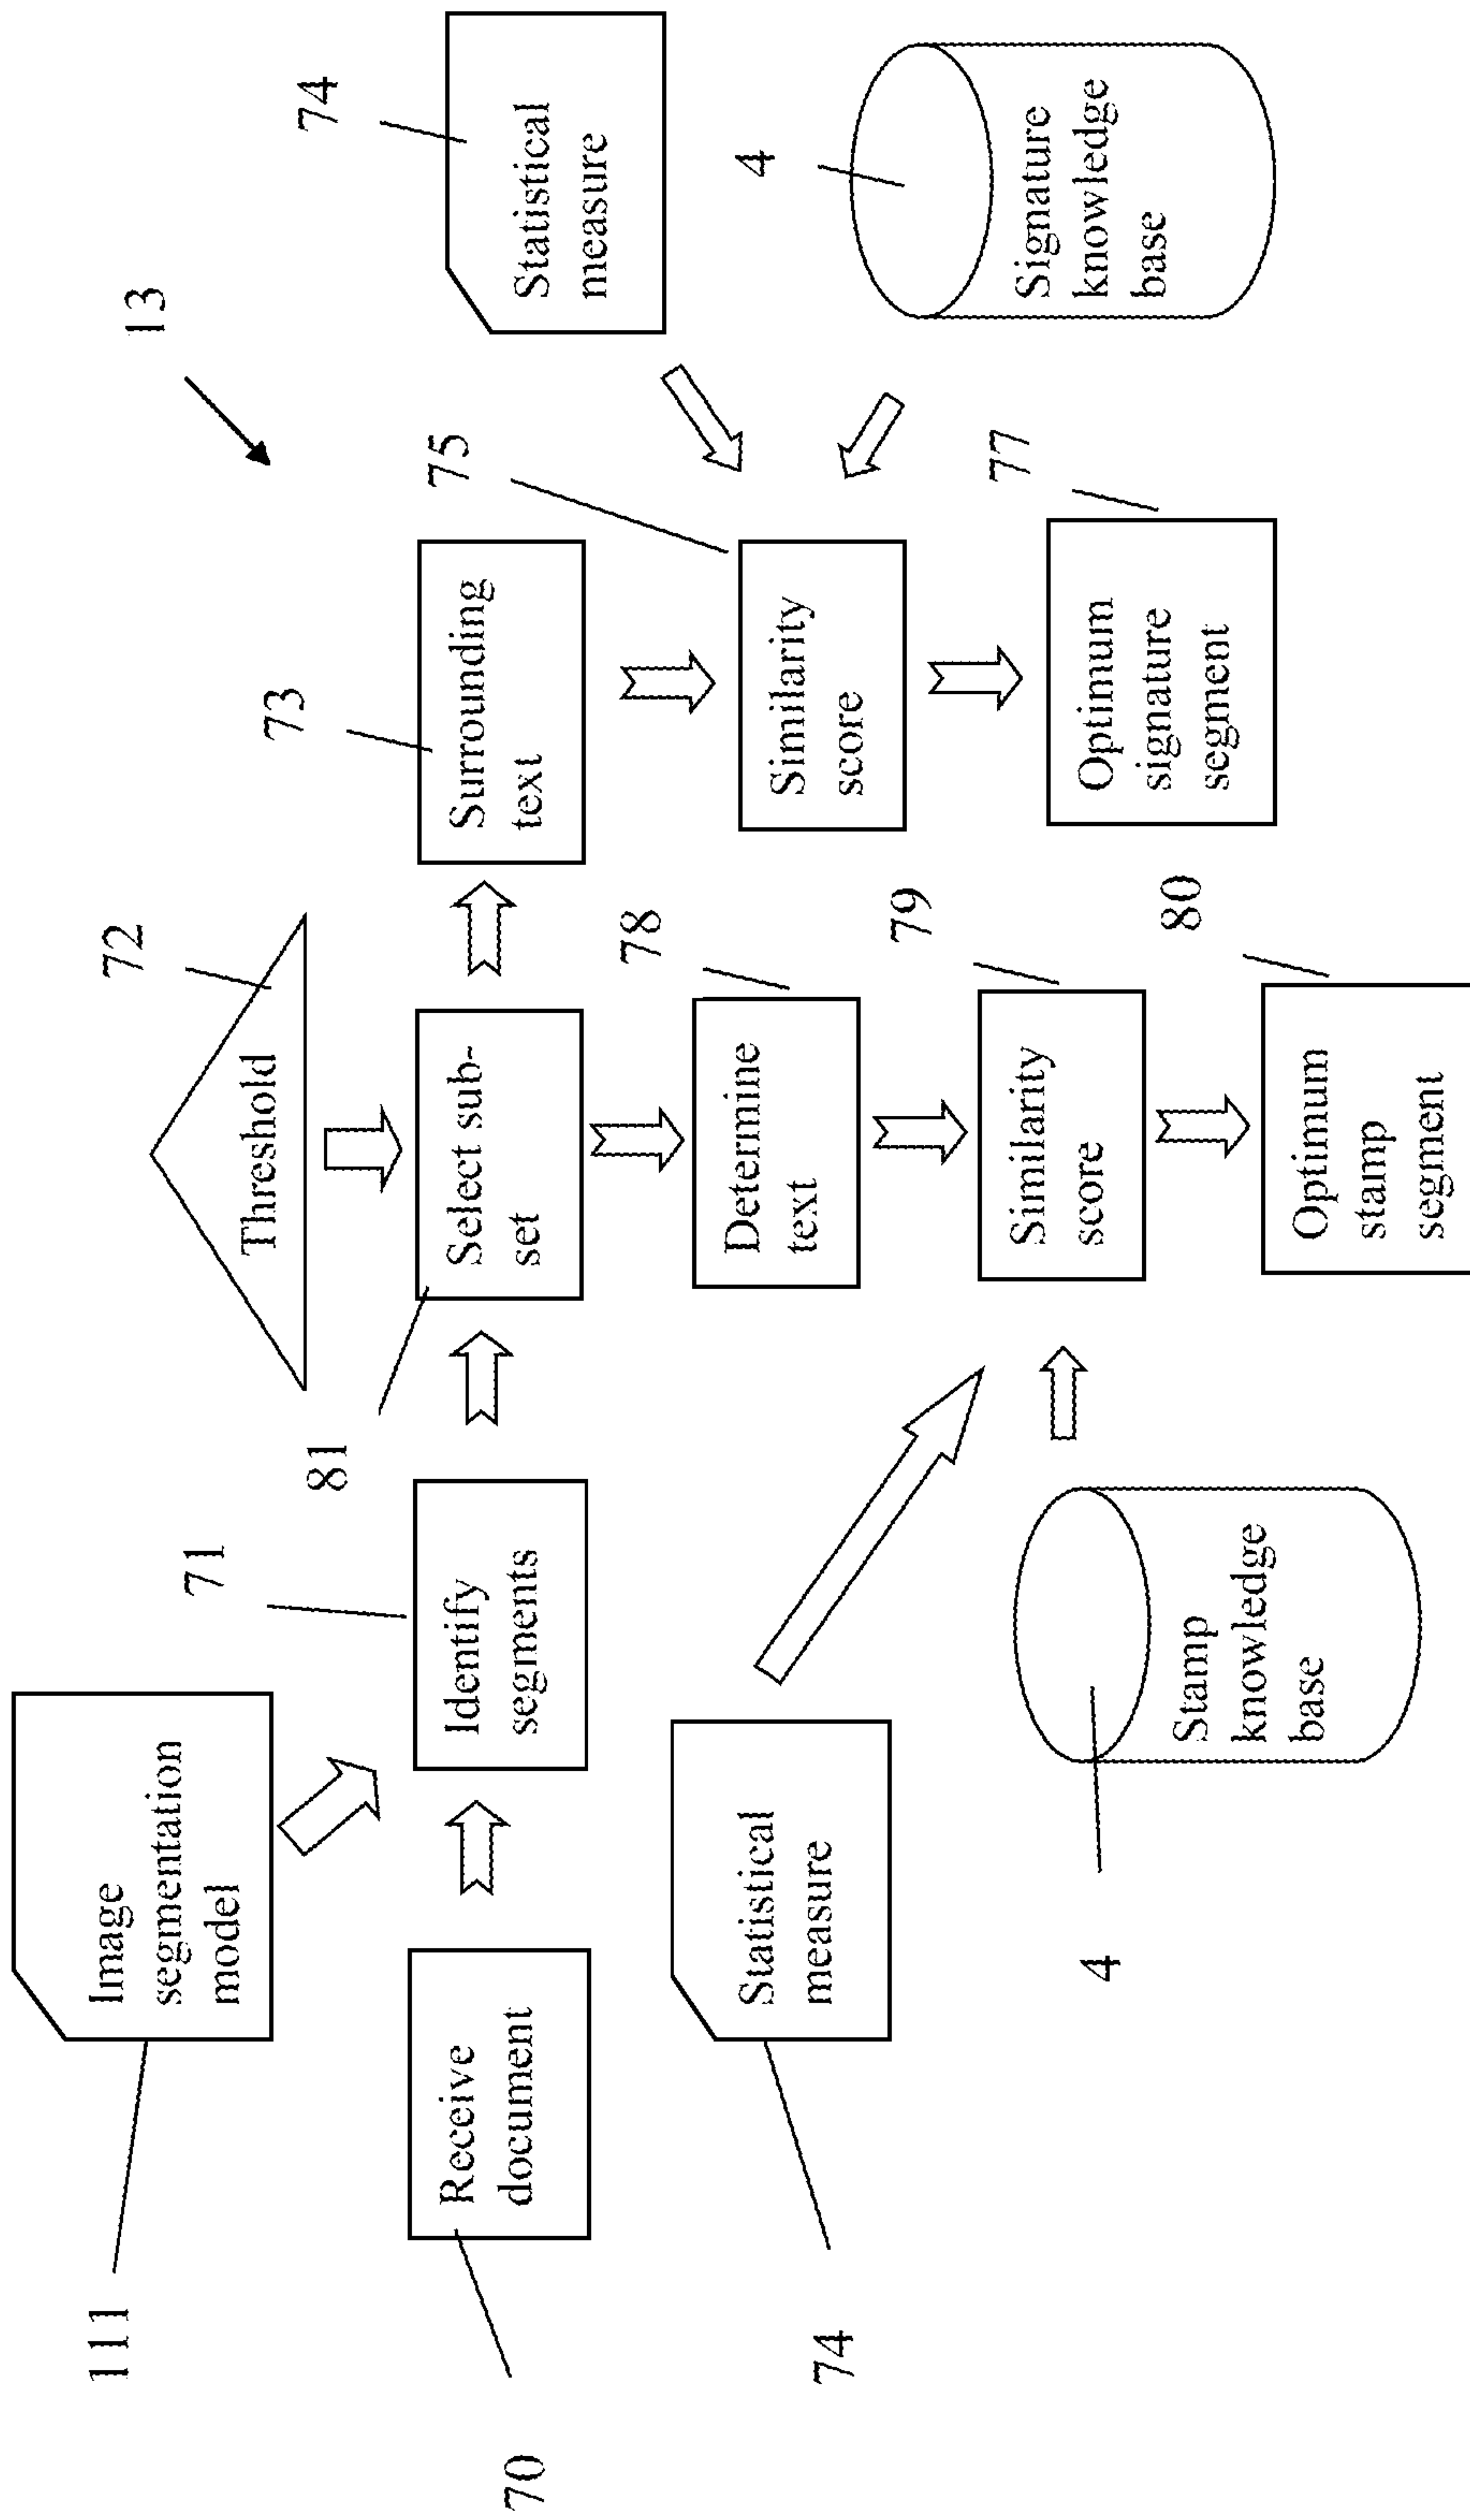 111
Image
segmentation
model
70
Receive
document
71
Identify
segments
72
Threshold
81
Select sub-
set
73
Surrounding
text
13
74
Statistical
measure
75
Similarity
score
4
Signature
knowledge
base
77
Optimum
signature
segment
78
Determine
text
79
Similarity
score
80
Optimum
stamp
segment
74
Statistical
measure
4
Stamp
knowledge
base